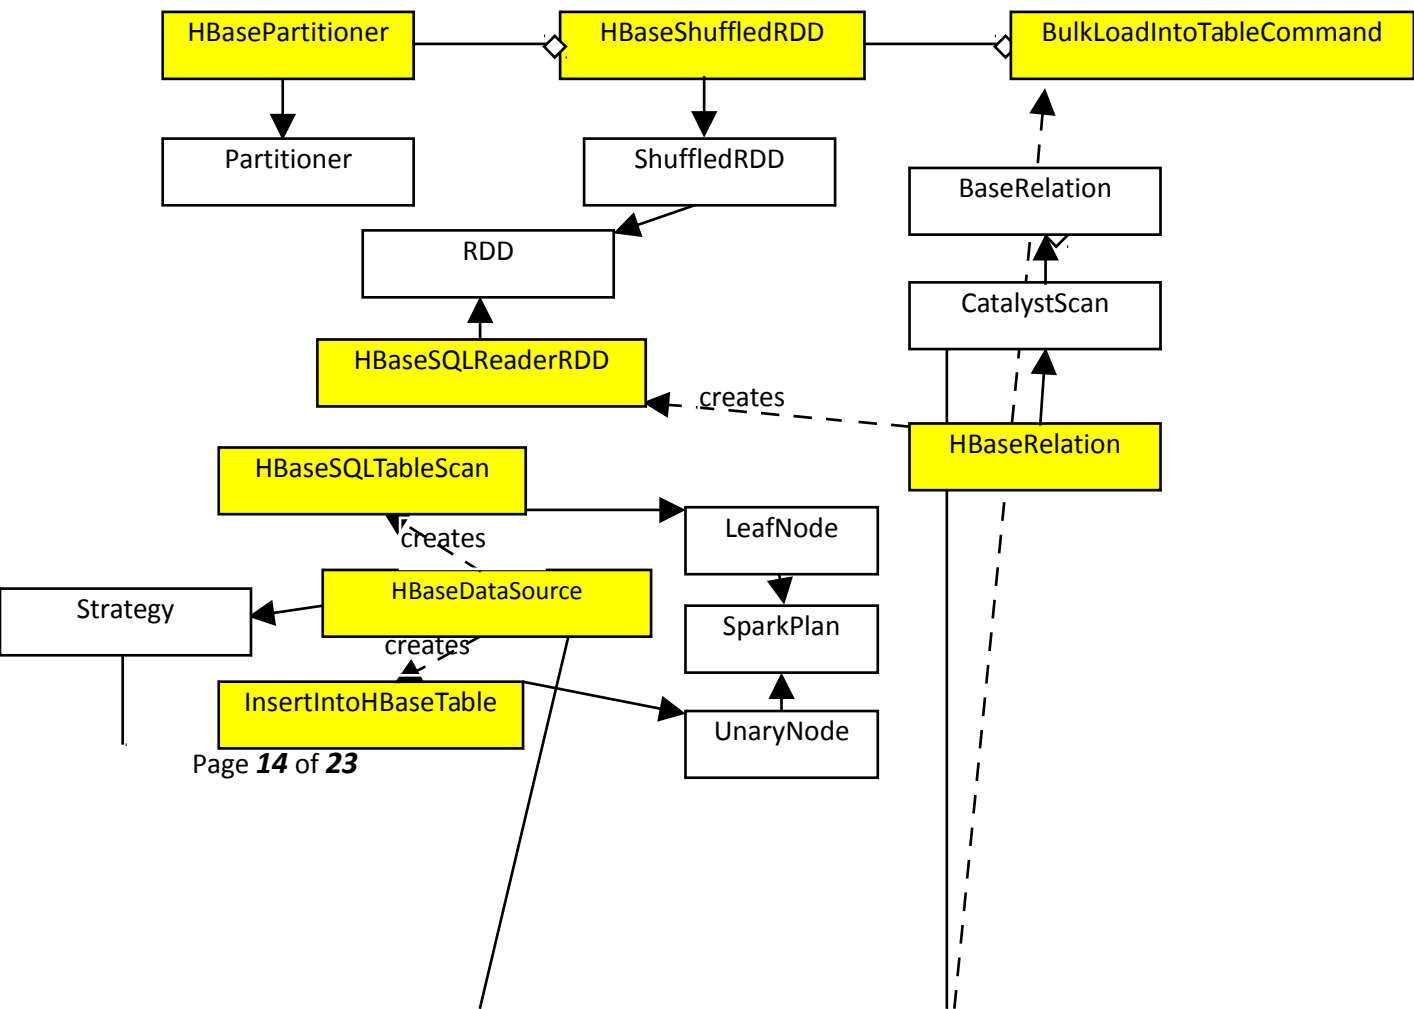 HBasePartitioner
HBaseShuffledRDD
BulkLoadIntoTableCommand
Partitioner
ShuffledRDD
BaseRelation
RDD
CatalystScan
HBaseSQLReaderRDD
creates
HBaseRelation
HBaseSQLTableScan
LeafNode
creates
HBaseDataSource
Strategy
SparkPlan
creates
InsertIntoHBaseTable
UnaryNode
Page 14 of 23